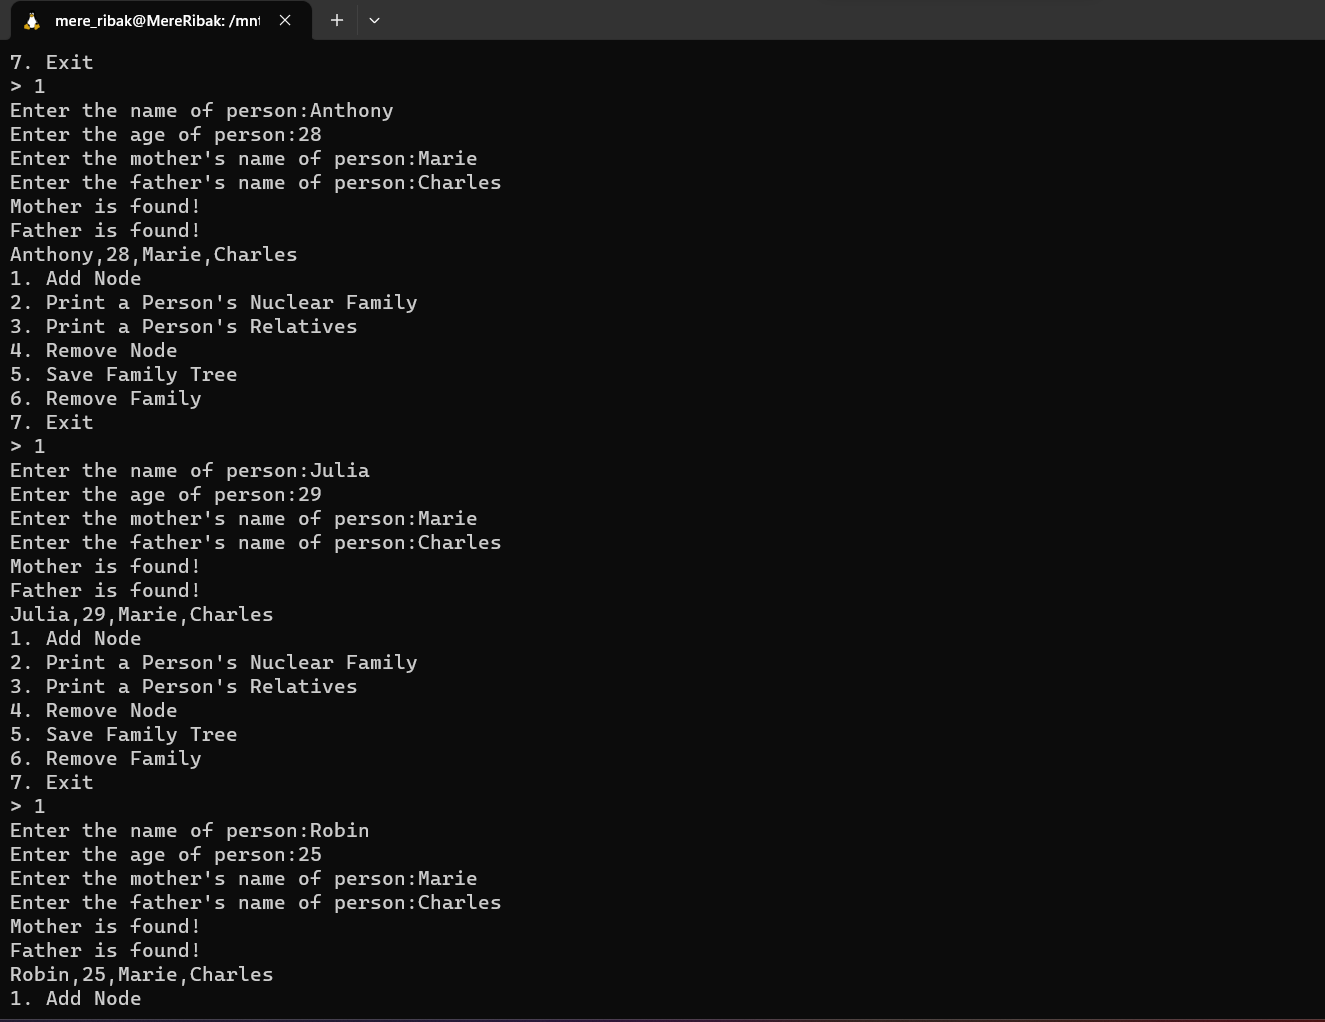 mere_ribak@MereRibak: /mnt
7. Exit
> 1
Enter the name of person:Anthony
Enter the age of person:28
Enter the mother's name of person:Marie
Enter the father's name of person:Charles
Mother is found!
Father is found!
Anthony,28,Marie,Charles
1. Add Node
2. Print a Person's Nuclear Family
3. Print a Person's Relatives
4. Remove Node
5. Save Family Tree
6. Remove Family
7. Exit
> 1
Enter the name of person:Julia
Enter the age of person:29
Enter the mother's name of person:Marie
Enter the father's name of person:Charles
Mother is found!
Father is found!
Julia,29,Marie,Charles
1. Add Node
2. Print a Person's Nuclear Family
3. Print a Person's Relatives
4. Remove Node
5. Save Family Tree
6. Remove Family
7. Exit
> 1
Enter the name of person:Robin
Enter the age of person:25
Enter the mother's name of person:Marie
Enter the father's name of person:Charles
Mother is found!
Father is found!
Robin,25,Marie,Charles
1. Add Node